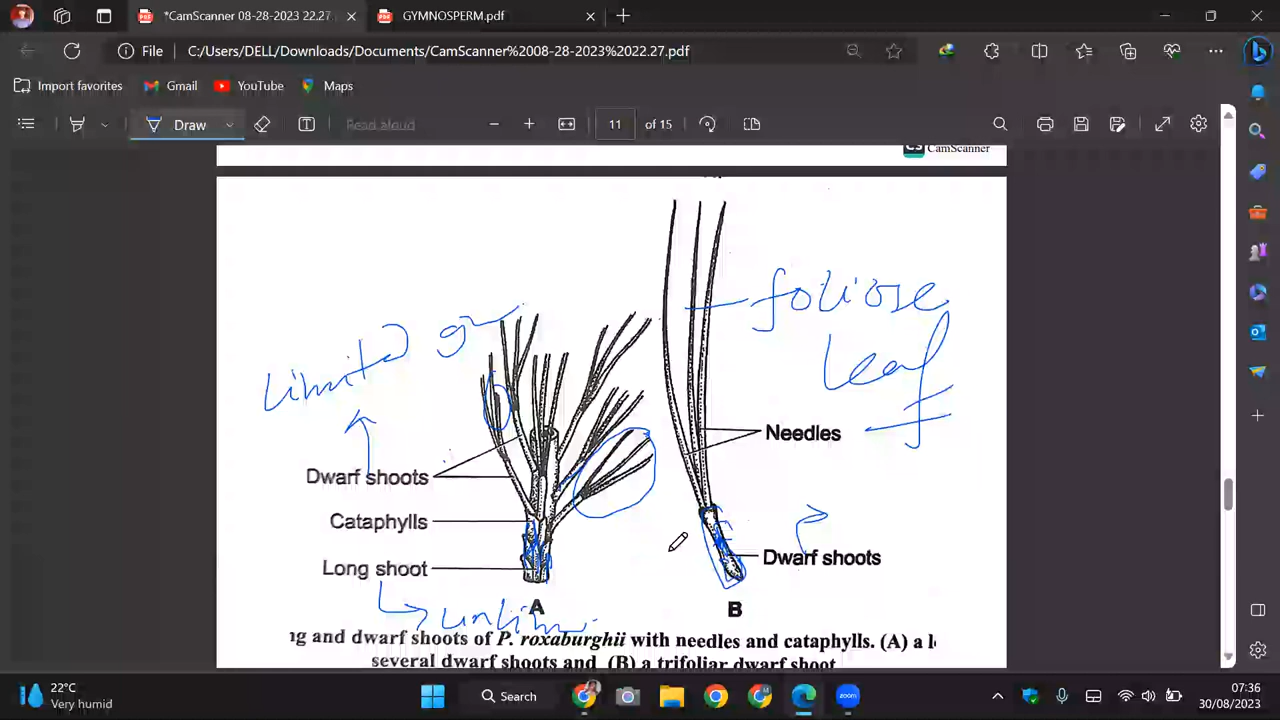 *CamScanner 08-28-2023 22.27.
GYMNOSPERM.pdf
File
C:/Users/DELL/Downloads/Documents/CamScanner%2008-28-2023%2022.27.pdf
Import favorites
Gmail
YouTube
Maps
Draw
Read aloud
11 of 15
CS CamScanner
foliose
leaf
limited
Needles
Dwarf shoots
Cataphylls
Long shoot
Dwarf shoots
A
B
ng and dwarf shoots of P. roxaburghii with needles and cataphylls. (A) a l
several dwarf shoots and (B) a trifoliar dwarf shoot
22°C
Very humid
Search
zoom
07:36
30/08/2023